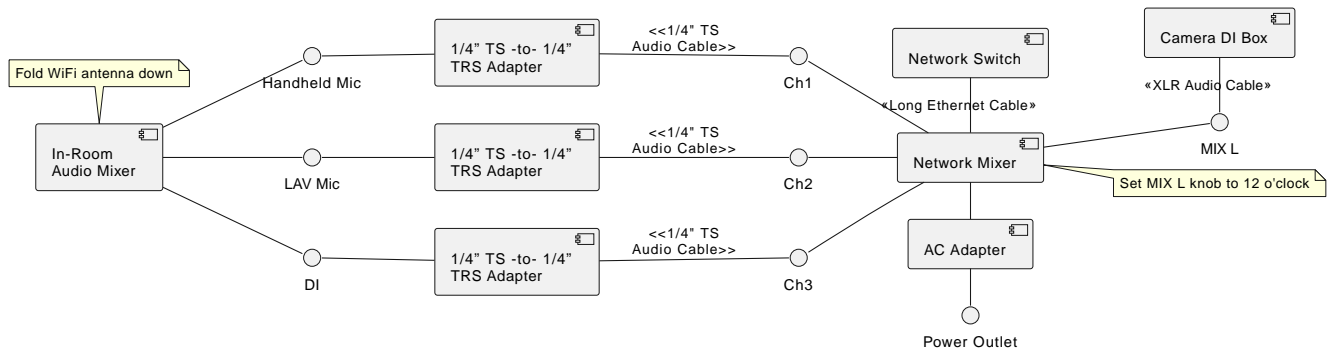 Fold WiFi antenna down
In-Room
Audio Mixer
Handheld Mic
LAV Mic
DI
1/4” TS -to- 1/4”
TRS Adapter
1/4” TS -to- 1/4”
TRS Adapter
1/4” TS -to- 1/4”
TRS Adapter
<<1/4" TS
Audio Cable>>
<<1/4" TS
Audio Cable>>
<<1/4" TS
Audio Cable>>
Ch1
Ch2
Ch3
Network Switch
«Long Ethernet Cable»
Network Mixer
AC Adapter
Power Outlet
Camera DI Box
«XLR Audio Cable»
MIX L
Set MIX L knob to 12 o'clock